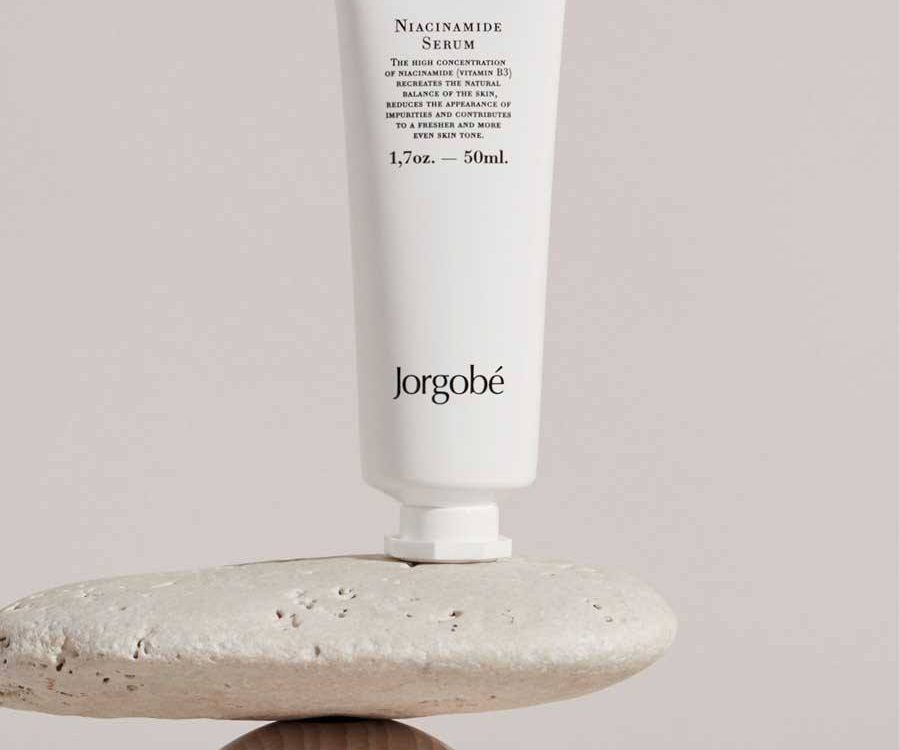 Niacinamide
Serum
The high concentration
of niacinamide (vitamin B3)
recreates the natural
balance of the skin,
reduces the appearance of
impurities and contributes
to a fresher and more
even skin tone.
1,7oz. — 50ml.
Jorgobé